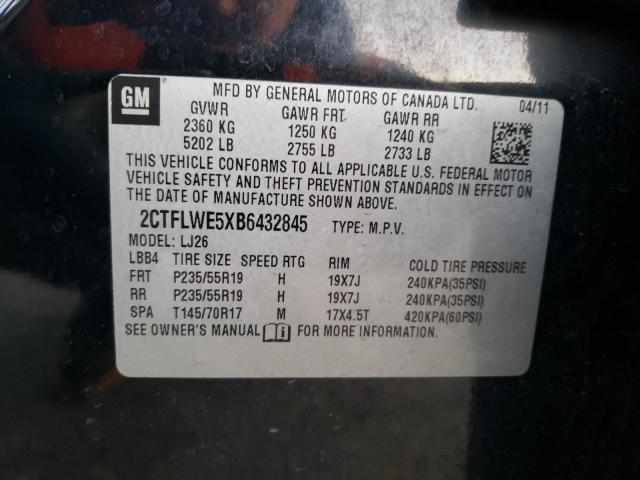 GM
MFD BY GENERAL MOTORS OF CANADA LTD. 04/11
GVWR GAWR FRT GAWR RR
2360 KG 1250 KG 1240 KG
5202 LB 2755 LB 2733 LB
THIS VEHICLE CONFORMS TO ALL APPLICABLE U.S. FEDERAL MOTOR
VEHICLE SAFETY AND THEFT PREVENTION STANDARDS IN EFFECT ON
THE DATE OF MANUFACTURE SHOWN ABOVE.
2CTFLWE5XB6432845 TYPE: M.P.V.
MODEL: LJ26
LBB4 TIRE SIZE SPEED RTG RIM COLD TIRE PRESSURE
FRT P235/55R19 H 19X7J 240KPA(35PSI)
RR P235/55R19 H 19X7J 240KPA(35PSI)
SPA T145/70R17 M 17X4.5T 420KPA(60PSI)
SEE OWNER'S MANUAL FOR MORE INFORMATION.